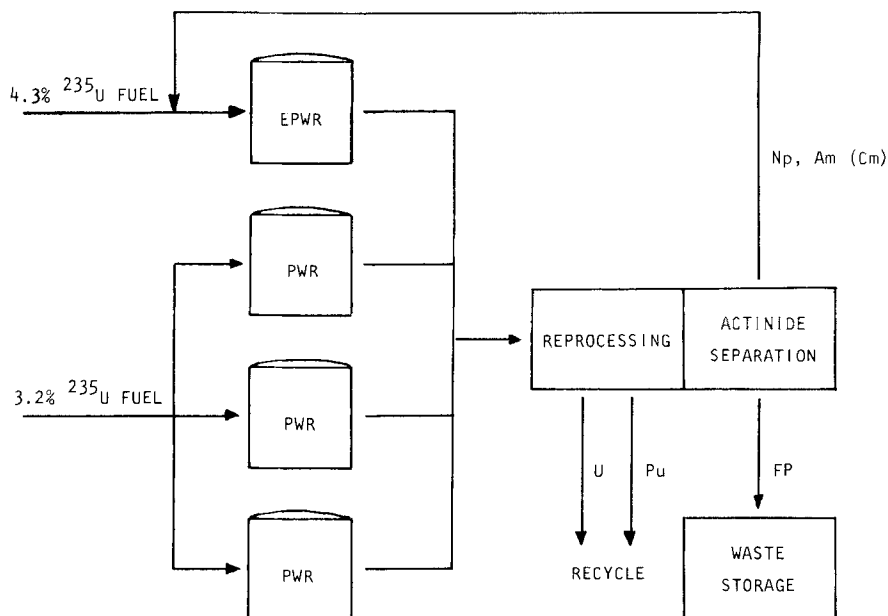 4.3% ²³⁵U FUEL
EPWR
Np, Am (Cm)
PWR
REPROCESSING
ACTINIDE
SEPARATION
3.2% ²³⁵U FUEL
PWR
U
Pu
FP
PWR
RECYCLE
WASTE
STORAGE